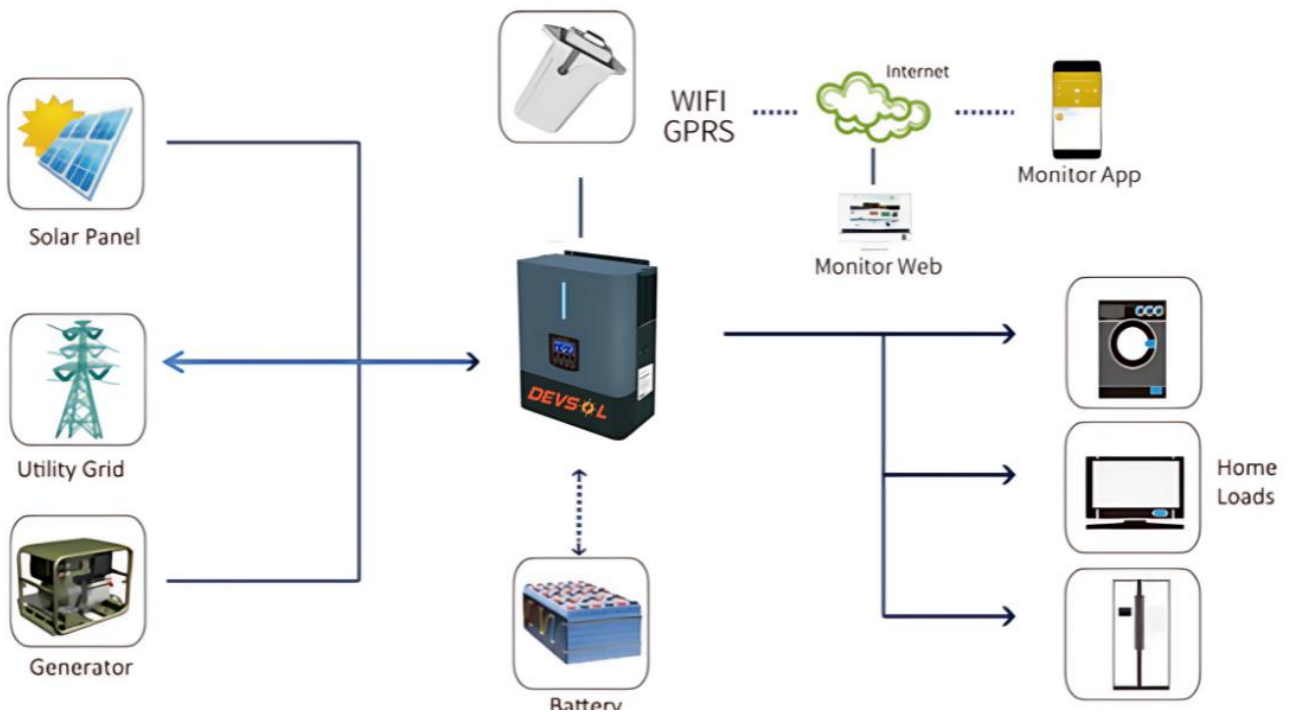 Internet
WIFI
GPRS
Monitor App
Solar Panel
Monitor Web
DEVSOL
Utility Grid
Home
Loads
Generator
Battery